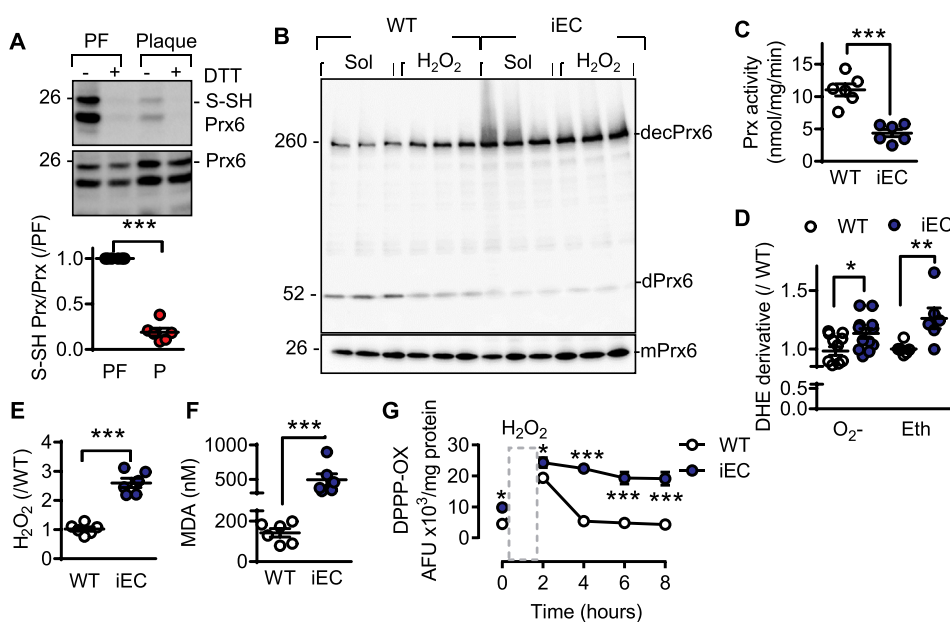 A
PF Plaque
- + - + DTT
26 - - S-SH
Prx6
26 - - Prx6
S-SH Prx/Prx (/PF)
***
1.0
0.5
0.0
PF P
B
WT iEC
Sol H2O2 Sol H2O2
260 - -decPrx6
52 - -dPrx6
26 - -mPrx6
C
Prx activity
(nmol/mg/min)
***
15
10
5
0
WT iEC
D
WT iEC
DHE derivative (/ WT)
* **
1.5
1.0
0.5
0.0
O2- Eth
E
H2O2 (/WT)
***
4
3
2
1
0
WT iEC
F
MDA (nM)
***
1000
500
200
0
WT iEC
G
DPPP-OX
AFU x10³/mg protein
H2O2
WT
iEC
30
20
10
0
* * *** *** ***
0 2 4 6 8
Time (hours)